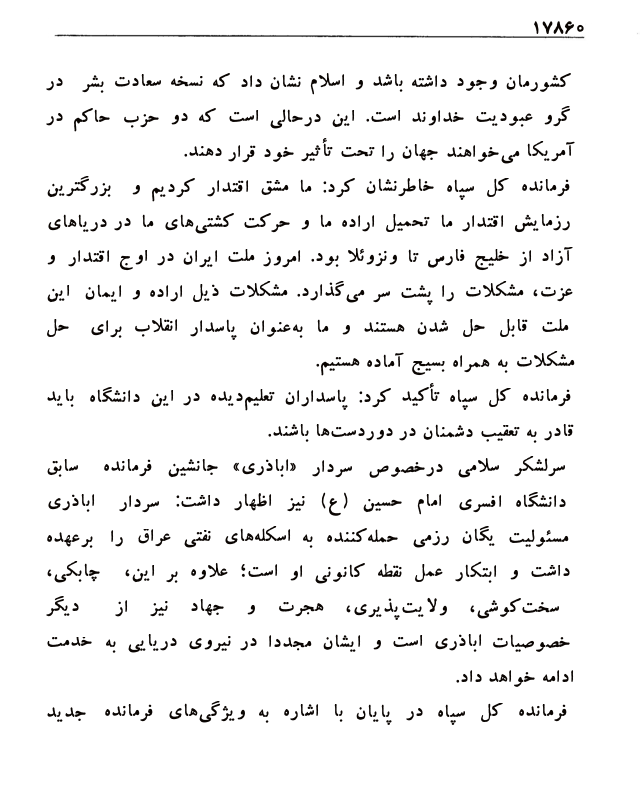 ۱۷۸۶۰
کشورمان وجود داشته باشد و اسلام نشان داد که نسخه سعادت بشر در
گرو عبودیت خداوند است. این درحالی است که دو حزب حاکم در
آمریکا می‌خواهند جهان را تحت تأثیر خود قرار دهند.
فرمانده کل سپاه خاطرنشان کرد: ما مشق اقتدار کردیم و بزرگترین
رزمایش اقتدار ما تحمیل اراده ما و حرکت کشتی‌های ما در دریاهای
آزاد از خلیج فارس تا ونزوئلا بود. امروز ملت ایران در اوج اقتدار و
عزت، مشکلات را پشت سر می‌گذارد. مشکلات ذیل اراده و ایمان این
ملت قابل حل شدن هستند و ما به‌عنوان پاسدار انقلاب برای حل
مشکلات به همراه بسیج آماده هستیم.
فرمانده کل سپاه تأکید کرد: پاسداران تعلیم‌دیده در این دانشگاه باید
قادر به تعقیب دشمنان در دوردست‌ها باشند.
سرلشکر سلامی درخصوص سردار «اباذری» جانشین فرمانده سابق
دانشگاه افسری امام حسین (ع) نیز اظهار داشت: سردار اباذری
مسئولیت یگان رزمی حمله‌کننده به اسکله‌های نفتی عراق را برعهده
داشت و ابتکار عمل نقطه کانونی او است؛ علاوه بر این، چابکی،
سخت‌کوشی، ولایت‌پذیری، هجرت و جهاد نیز از دیگر
خصوصیات اباذری است و ایشان مجددا در نیروی دریایی به خدمت
ادامه خواهد داد.
فرمانده کل سپاه در پایان با اشاره به ویژگی‌های فرمانده جدید